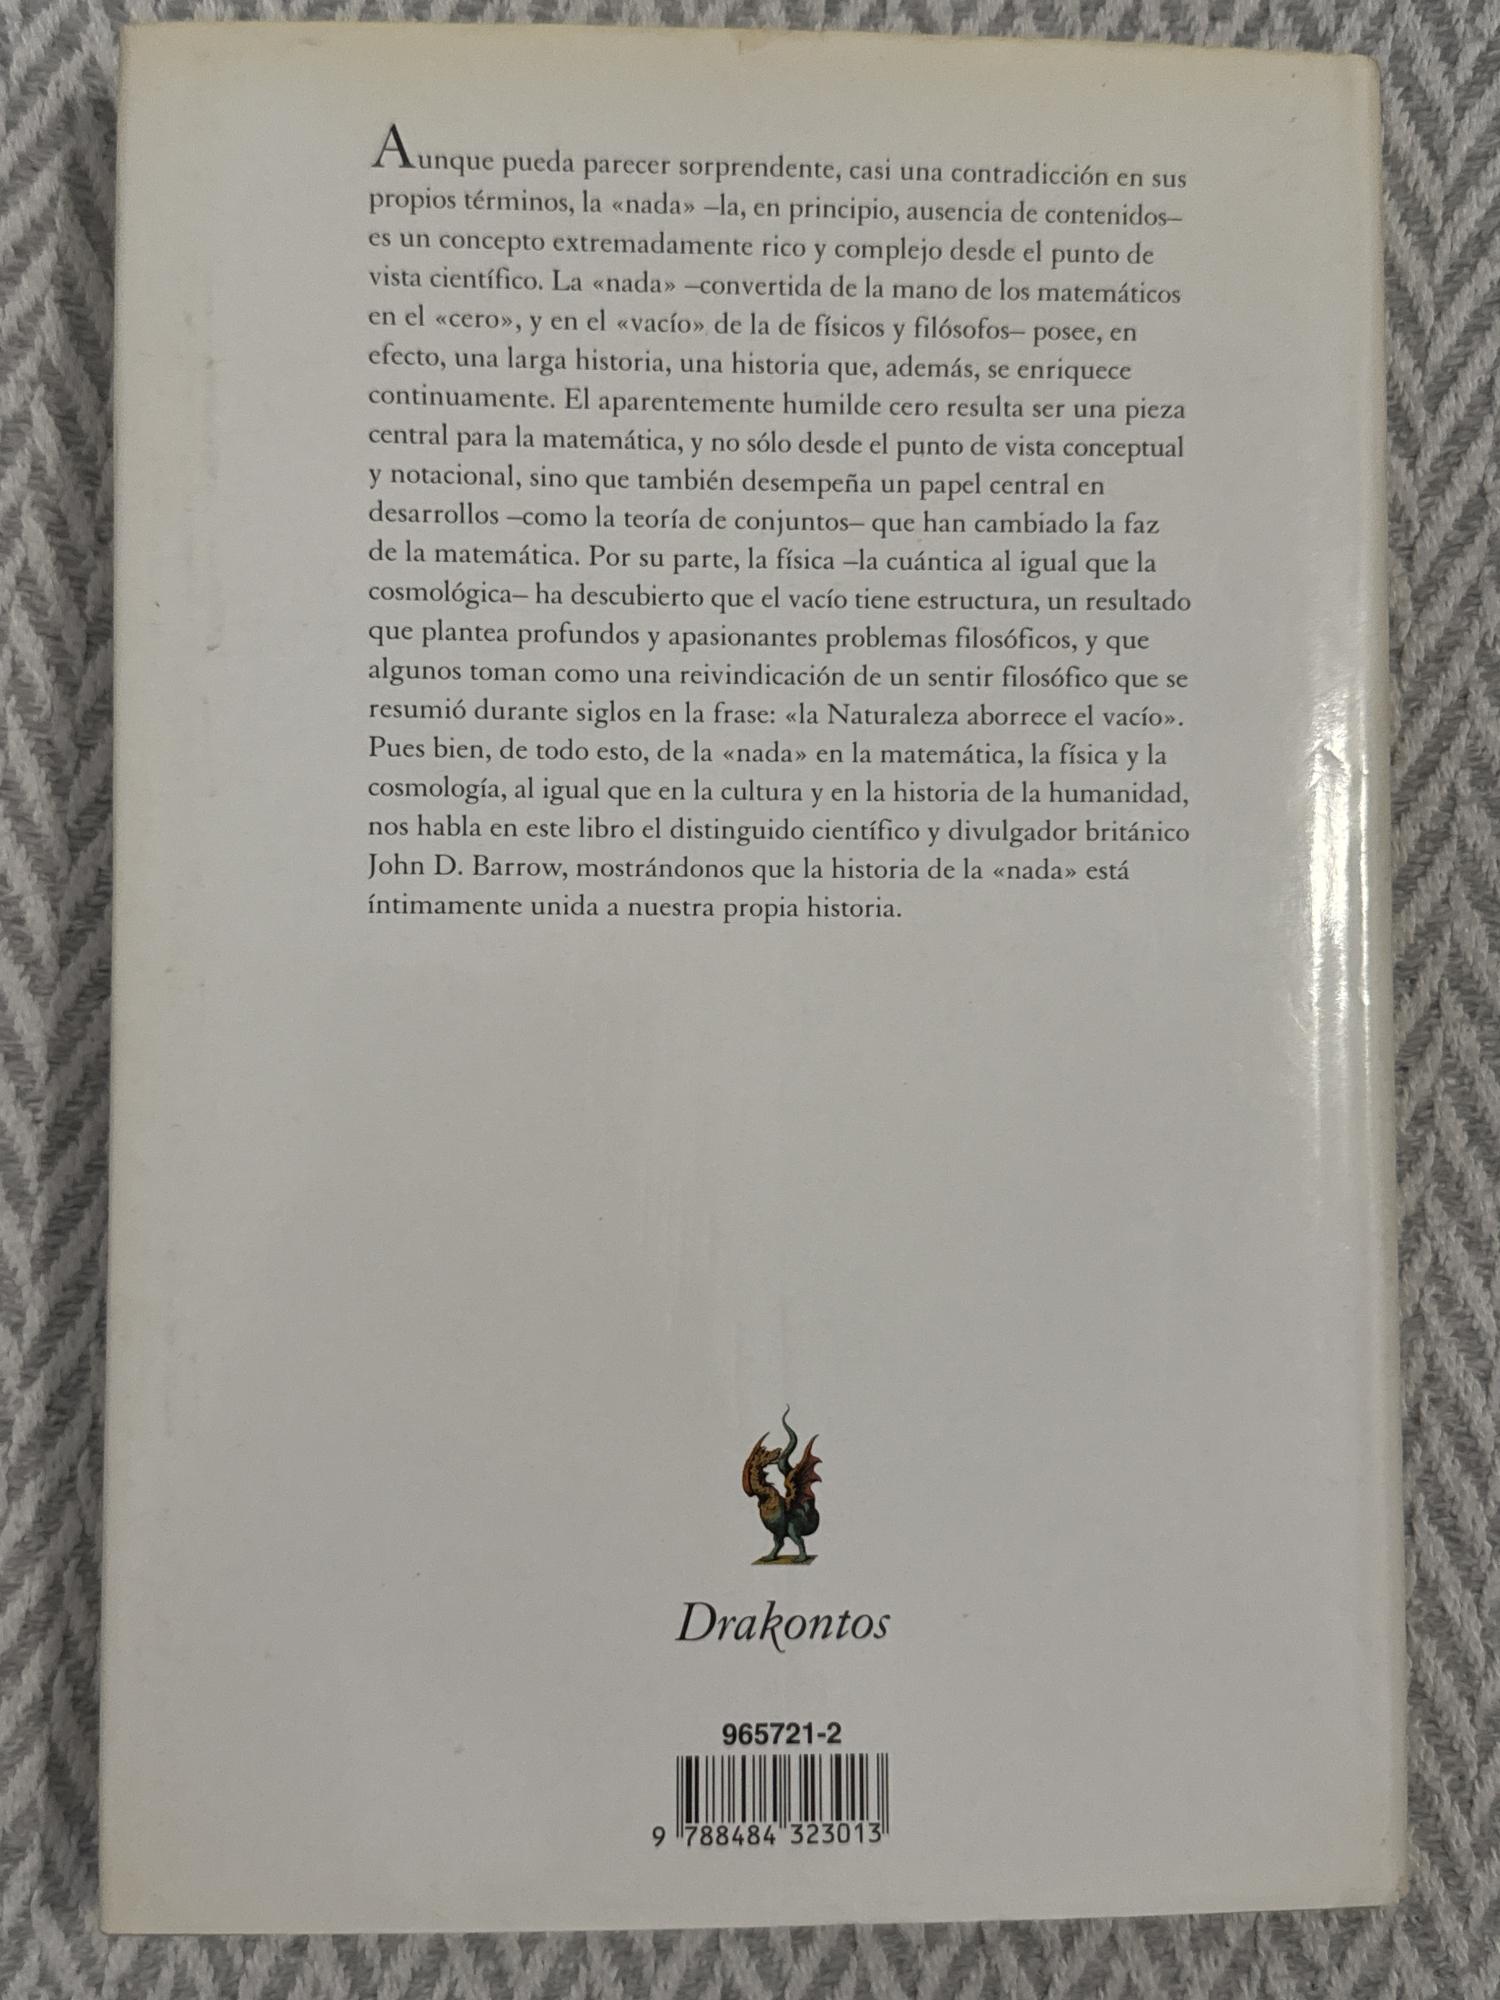 Aunque pueda parecer sorprendente, casi una contradicción en sus
propios términos, la «nada» –la, en principio, ausencia de contenidos–
es un concepto extremadamente rico y complejo desde el punto de
vista científico. La «nada» –convertida de la mano de los matemáticos
en el «cero», y en el «vacío» de la de físicos y filósofos– posee, en
efecto, una larga historia, una historia que, además, se enriquece
continuamente. El aparentemente humilde cero resulta ser una pieza
central para la matemática, y no sólo desde el punto de vista conceptual
y notacional, sino que también desempeña un papel central en
desarrollos –como la teoría de conjuntos– que han cambiado la faz
de la matemática. Por su parte, la física –la cuántica al igual que la
cosmológica– ha descubierto que el vacío tiene estructura, un resultado
que plantea profundos y apasionantes problemas filosóficos, y que
algunos toman como una reivindicación de un sentir filosófico que se
resumió durante siglos en la frase: «la Naturaleza aborrece el vacío».
Pues bien, de todo esto, de la «nada» en la matemática, la física y la
cosmología, al igual que en la cultura y en la historia de la humanidad,
nos habla en este libro el distinguido científico y divulgador británico
John D. Barrow, mostrándonos que la historia de la «nada» está
íntimamente unida a nuestra propia historia.
Drakontos
965721-2
9 788484 323013